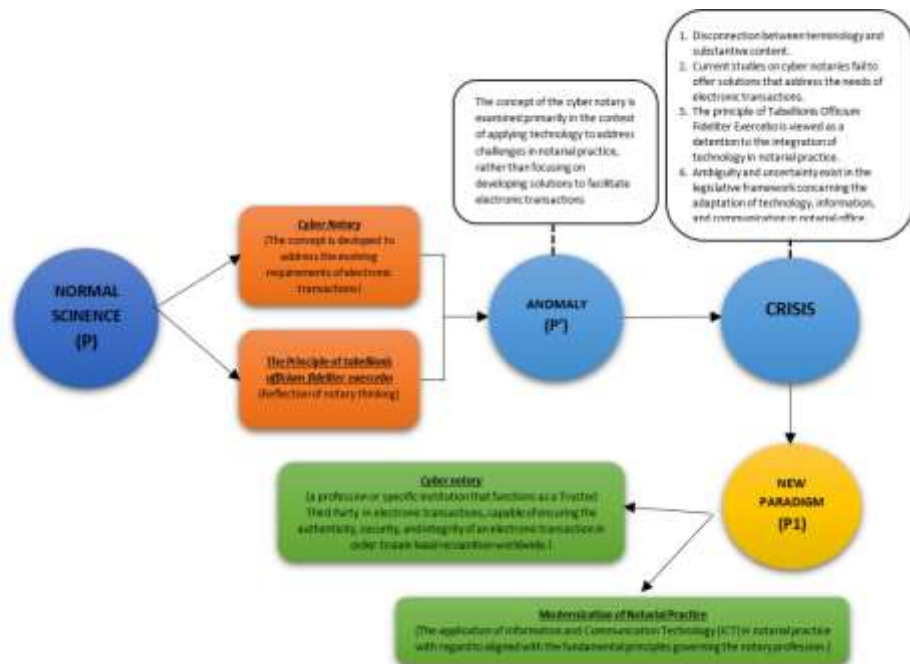 NORMAL
SCINENCE
(P)
Cyber Notary
(The concept is developed to
address the evolving
requirements of electronic
transactions)
The Principle of tabellionis
officium fideliter exercebo
(Reflection of notary thinking)
The concept of the cyber notary is
examined primarily in the context
of applying technology to address
challenges in notarial practice,
rather than focusing on
developing solutions to facilitate
electronic transactions
ANOMALY
(P')
1. Disconnection between terminology and
substantive content.
2. Current studies on cyber notaries fail to
offer solutions that address the needs of
electronic transactions.
3. The principle of Tabellionis Officium
Fideliter Exercebo is viewed as a
detention to the integration of
technology in notarial practice.
4. Ambiguity and uncertainty exist in the
legislative framework concerning the
adaptation of technology, information,
and communication in notarial office
CRISIS
NEW
PARADIGM
(P1)
Cyber notary
(a profession or specific institution that functions as a Trusted
Third Party in electronic transactions, capable of ensuring the
authenticity, security, and integrity of an electronic transaction in
order to gain legal recognition worldwide.)
Modernization of Notarial Practice
(The application of Information and Communication Technology (ICT) in notarial practice
with regard to aligned with the fundamental principles governing the notary profession.)